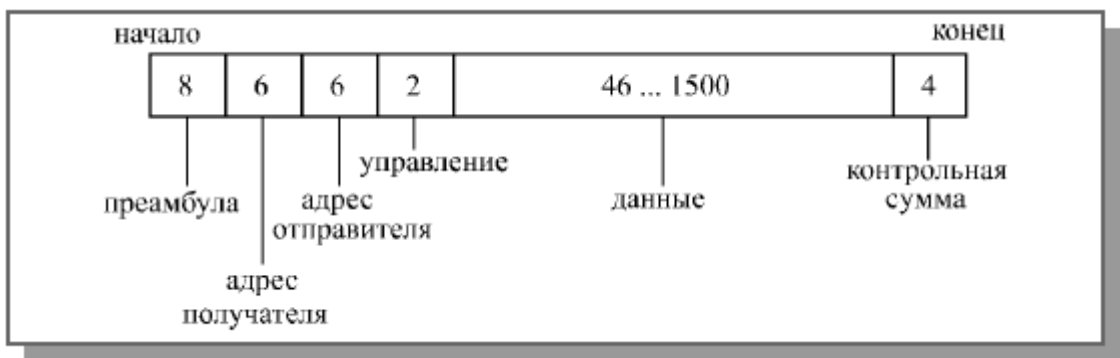 начало
конец
8
6
6
2
46 ... 1500
4
управление
преамбула
адрес
отправителя
данные
контрольная
сумма
адрес
получателя